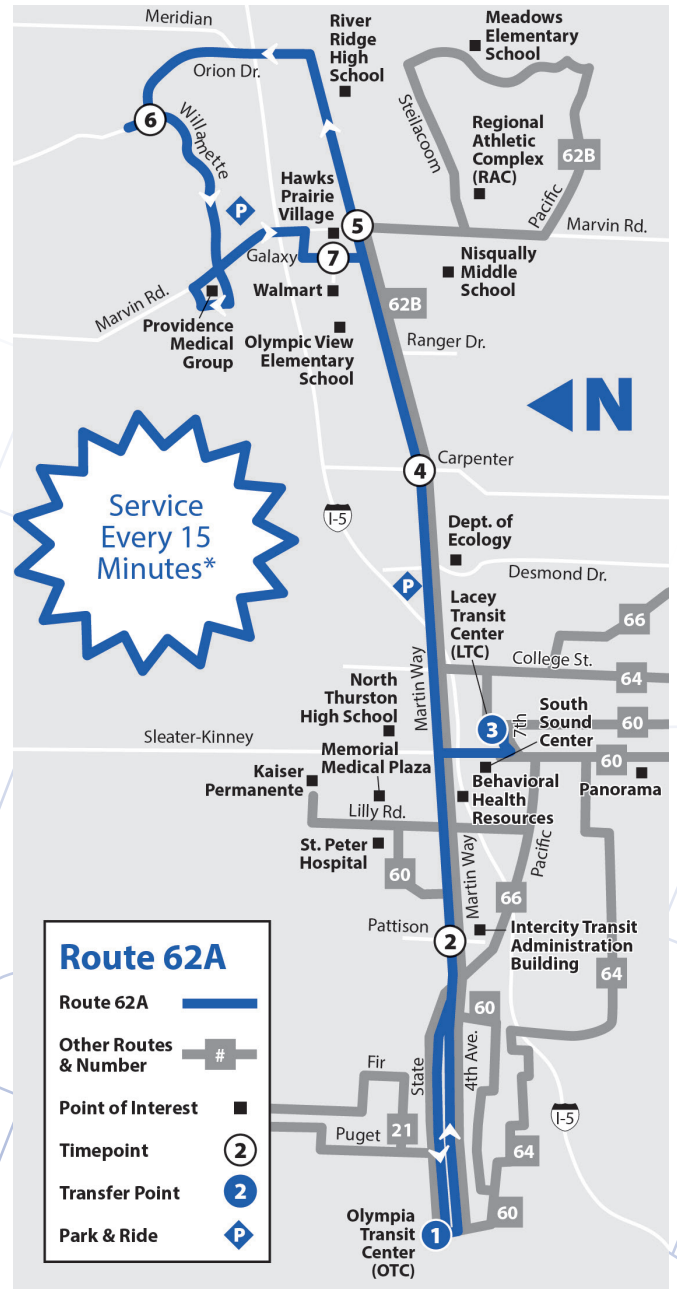 Meridian
River
Ridge
High
School
Meadows
Elementary
School
Orion Dr.
Steilacoom
Regional
Athletic
Complex
(RAC)
62B
6
Willamette
Pacific
Hawks
Prairie
Village
P
5
Marvin Rd.
Galaxy
7
Nisqually
Middle
School
Marvin Rd.
Walmart
62B
Providence
Medical
Group
Olympic View
Elementary
School
Ranger Dr.
N
4
Carpenter
Service
Every 15
Minutes*
I-5
Dept. of
Ecology
P
Desmond Dr.
Lacey
Transit
Center
(LTC)
66
College St.
64
Martin Way
North
Thurston
High School
3
7th
South
Sound
Center
60
Sleater-Kinney
Memorial
Medical Plaza
60
Kaiser
Permanente
Behavioral
Health
Resources
Panorama
Lilly Rd.
St. Peter
Hospital
60
Martin Way
Pacific
66
Pattison
2
Intercity Transit
Administration
Building
64
60
State
4th Ave.
Fir
21
Puget
I-5
64
60
Olympia
Transit
Center
(OTC)
1
Route 62A
Route 62A
Other Routes
& Number
#
Point of Interest
Timepoint
2
Transfer Point
2
Park & Ride
P